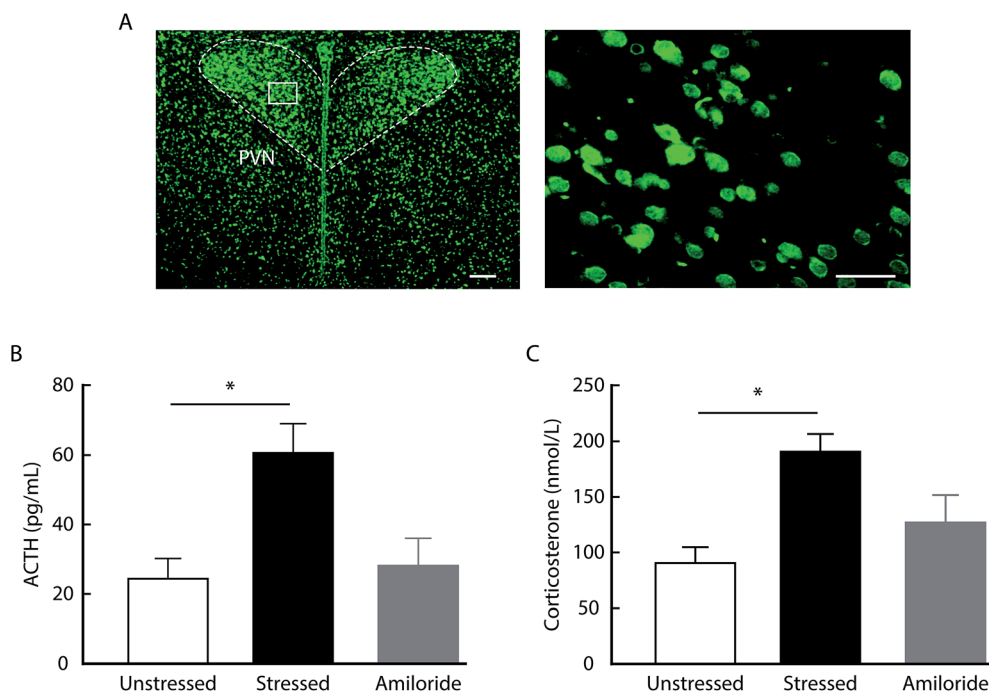 A
PVN
B
*
80
60
40
20
0
ACTH (pg/mL)
Unstressed Stressed Amiloride
C
*
250
200
150
100
50
0
Corticosterone (nmol/L)
Unstressed Stressed Amiloride